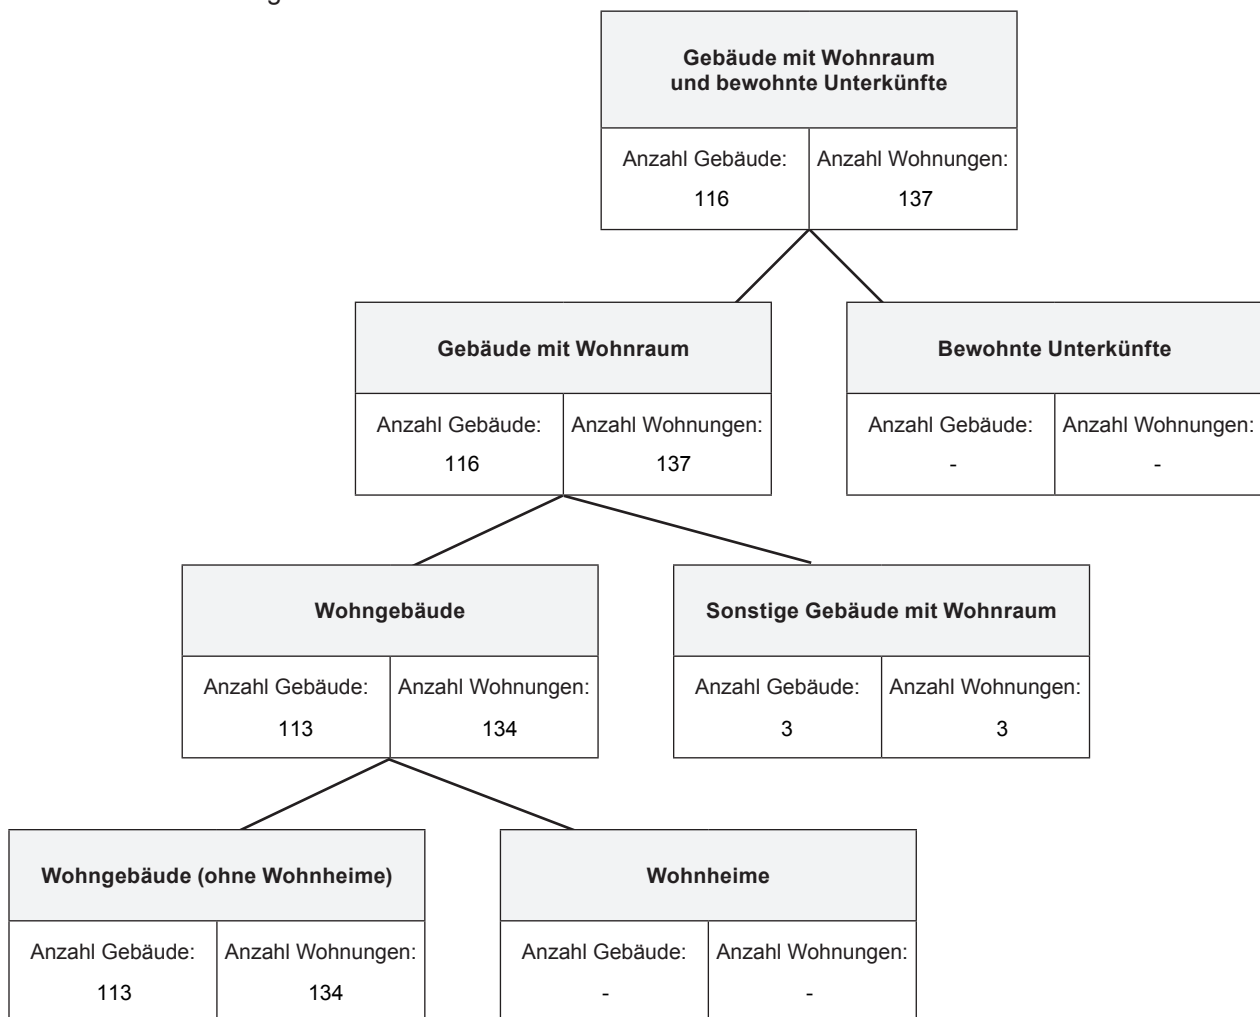 Gebäude mit Wohnraum
und bewohnte Unterkünfte
Anzahl Gebäude: Anzahl Wohnungen:
116 137
Gebäude mit Wohnraum Bewohnte Unterkünfte
Anzahl Gebäude: Anzahl Wohnungen: Anzahl Gebäude: Anzahl Wohnungen:
116 137 - -
Wohngebäude Sonstige Gebäude mit Wohnraum
Anzahl Gebäude: Anzahl Wohnungen: Anzahl Gebäude: Anzahl Wohnungen:
113 134 3 3
Wohngebäude (ohne Wohnheime) Wohnheime
Anzahl Gebäude: Anzahl Wohnungen: Anzahl Gebäude: Anzahl Wohnungen:
113 134 - -